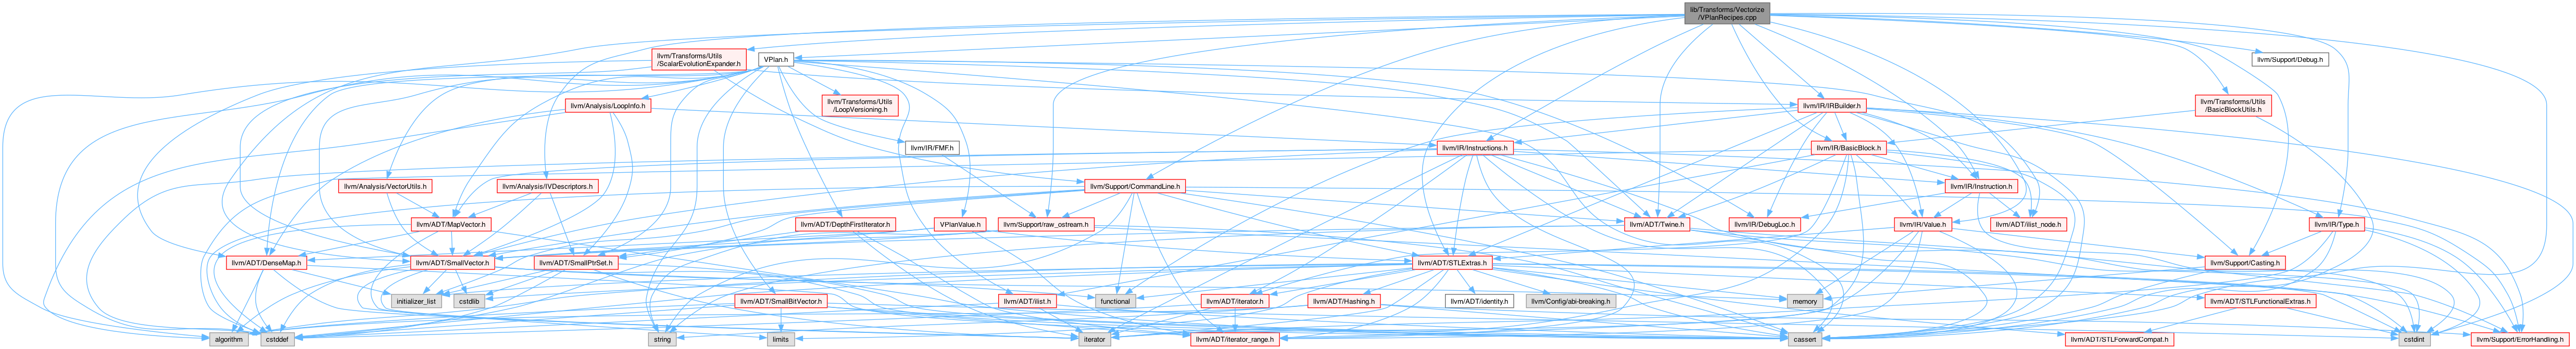 lib/Transforms/Vectorize
/VPlanRecipes.cpp
llvm/Transforms/Utils
/ScalarEvolutionExpander.h
VPlan.h
llvm/Support/Debug.h
llvm/Analysis/LoopInfo.h
llvm/Transforms/Utils
/LoopVersioning.h
llvm/IR/IRBuilder.h
llvm/Transforms/Utils
/BasicBlockUtils.h
llvm/IR/FMF.h
llvm/IR/Instructions.h
llvm/IR/BasicBlock.h
llvm/Analysis/VectorUtils.h
llvm/Analysis/IVDescriptors.h
llvm/Support/CommandLine.h
llvm/IR/Instruction.h
llvm/ADT/MapVector.h
llvm/ADT/DepthFirstIterator.h
VPlanValue.h
llvm/Support/raw_ostream.h
llvm/ADT/Twine.h
llvm/IR/DebugLoc.h
llvm/IR/Value.h
llvm/ADT/ilist_node.h
llvm/IR/Type.h
llvm/ADT/DenseMap.h
llvm/ADT/SmallVector.h
llvm/ADT/SmallPtrSet.h
llvm/ADT/STLExtras.h
llvm/Support/Casting.h
initializer_list
cstdlib
llvm/ADT/SmallBitVector.h
llvm/ADT/ilist.h
functional
llvm/ADT/iterator.h
llvm/ADT/Hashing.h
llvm/ADT/identity.h
llvm/Config/abi-breaking.h
memory
llvm/ADT/STLFunctionalExtras.h
algorithm
cstddef
string
limits
iterator
llvm/ADT/iterator_range.h
cassert
llvm/ADT/STLForwardCompat.h
cstdint
llvm/Support/ErrorHandling.h